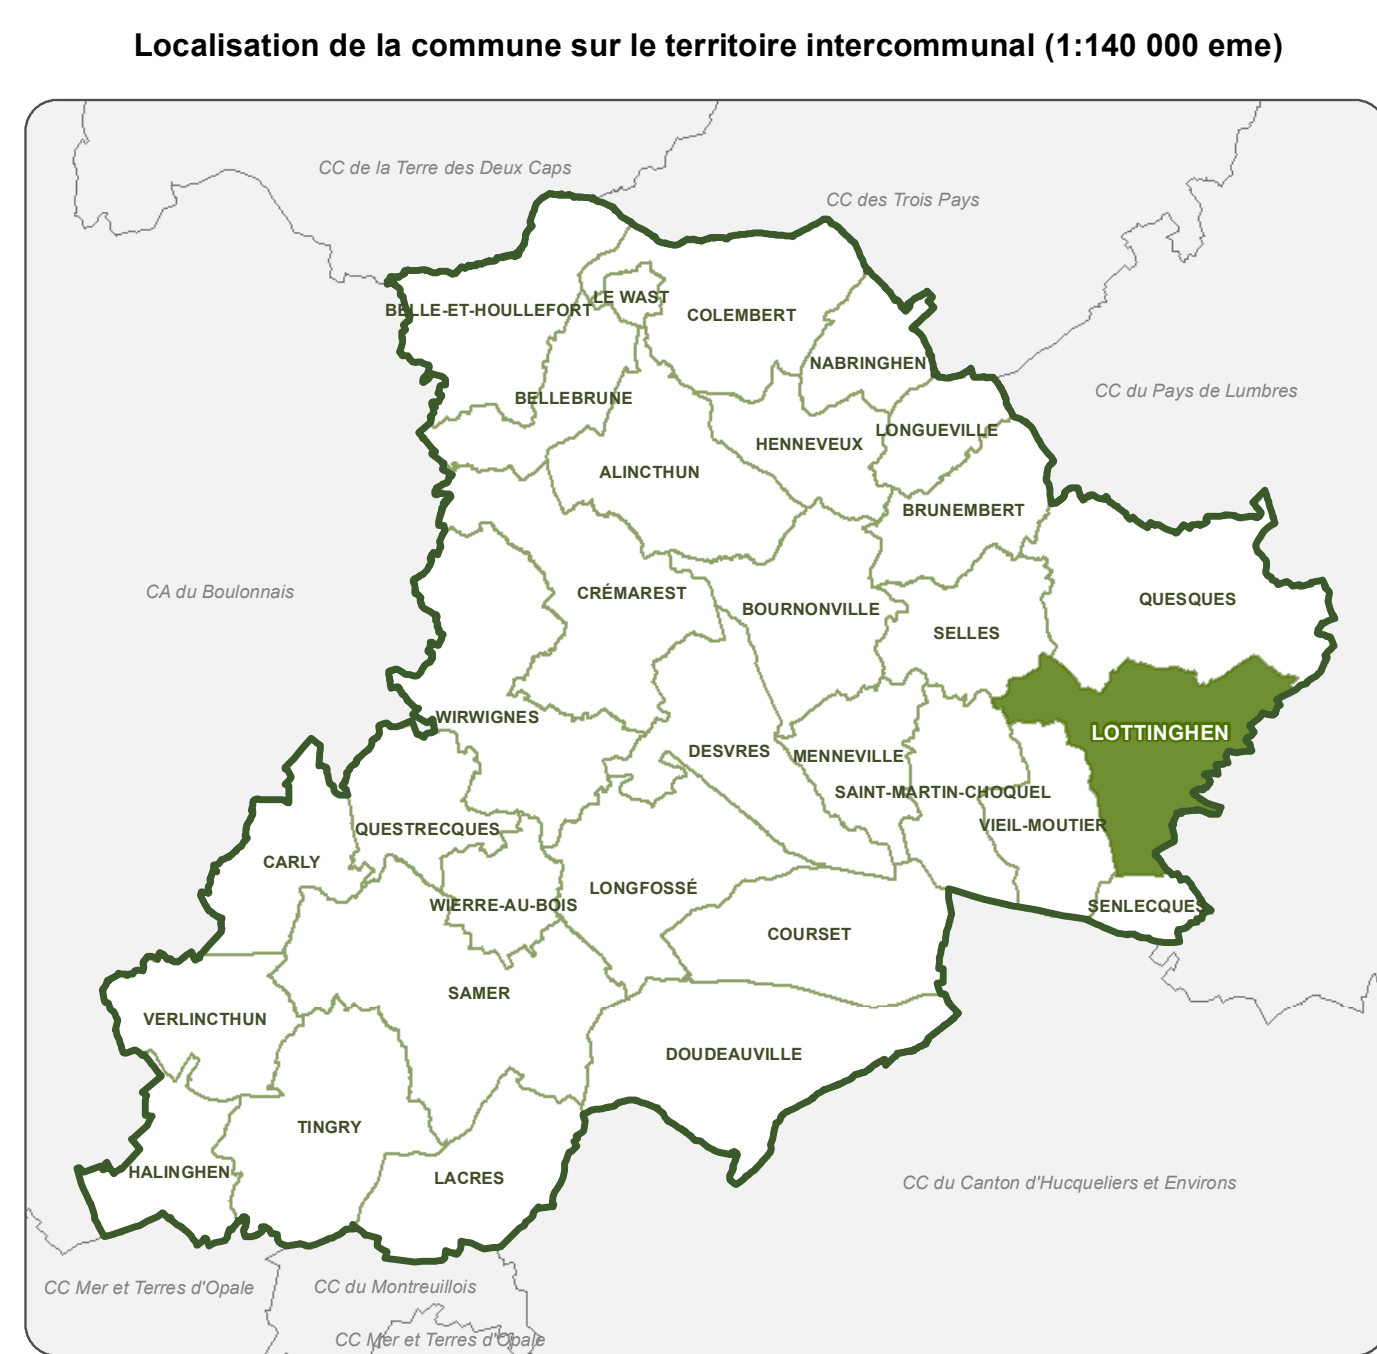 Localisation de la commune sur le territoire intercommunal (1:140 000 eme)
CC de la Terre des Deux Caps
CC des Trois Pays
LE WAST
BELLE-ET-HOULLEFORT
COLEMBERT
NABRINGHEN
CC du Pays de Lumbres
BELLEBRUNE
LONGUEVILLE
HENNEVEUX
ALINCTHUN
BRUNEMBERT
CA du Boulonnais
CRÉMAREST
QUESQUES
BOURNONVILLE
SELLES
WIRWIGNES
LOTTINGHEN
DESVRES
MENNEVILLE
SAINT-MARTIN-CHOQUEL
VIEIL-MOUTIER
QUESTRECQUES
CARLY
LONGFOSSÉ
WIERRE-AU-BOIS
SENLECQUES
COURSET
SAMER
VERLINCTHUN
DOUDEAUVILLE
TINGRY
HALINGHEN
LACRES
CC du Canton d'Hucqueliers et Environs
CC Mer et Terres d'Opale
CC du Montreuillois
CC Mer et Terres d'Opale